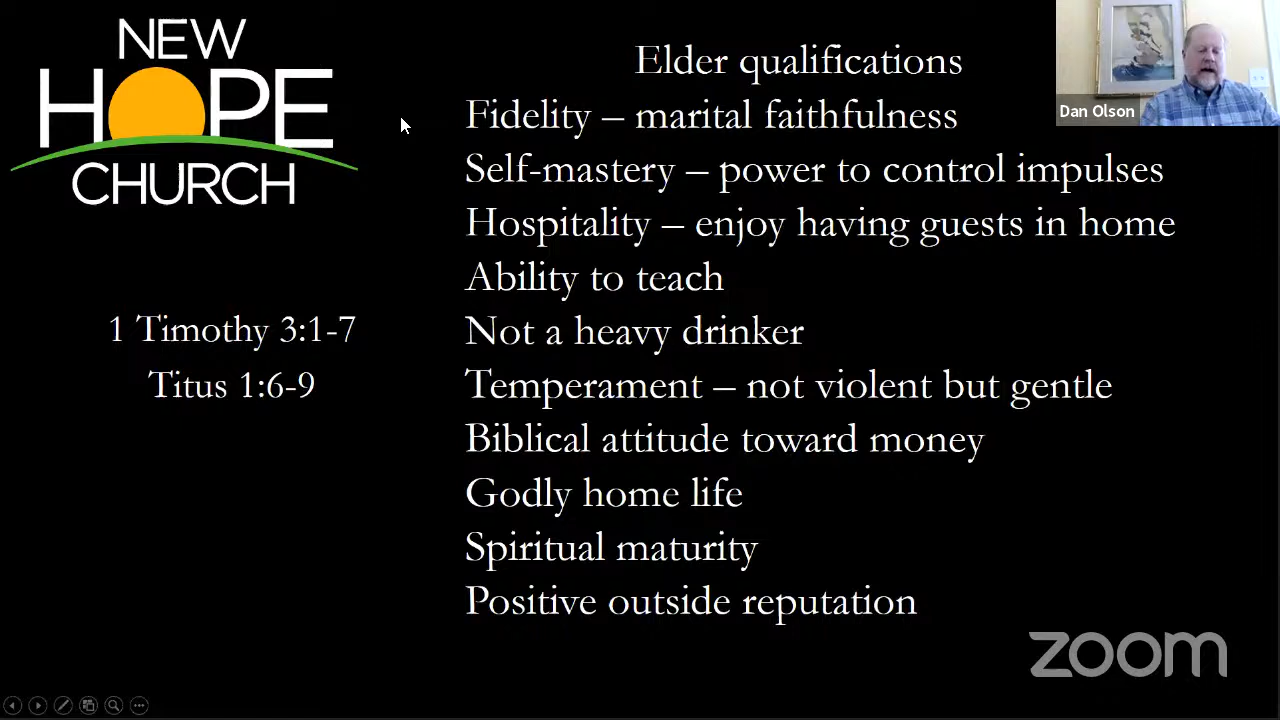 NEW
HOPE
CHURCH
1 Timothy 3:1-7
Titus 1:6-9
Elder qualifications
Fidelity – marital faithfulness
Self-mastery – power to control impulses
Hospitality – enjoy having guests in home
Ability to teach
Not a heavy drinker
Temperament – not violent but gentle
Biblical attitude toward money
Godly home life
Spiritual maturity
Positive outside reputation
Dan Olson
zoom